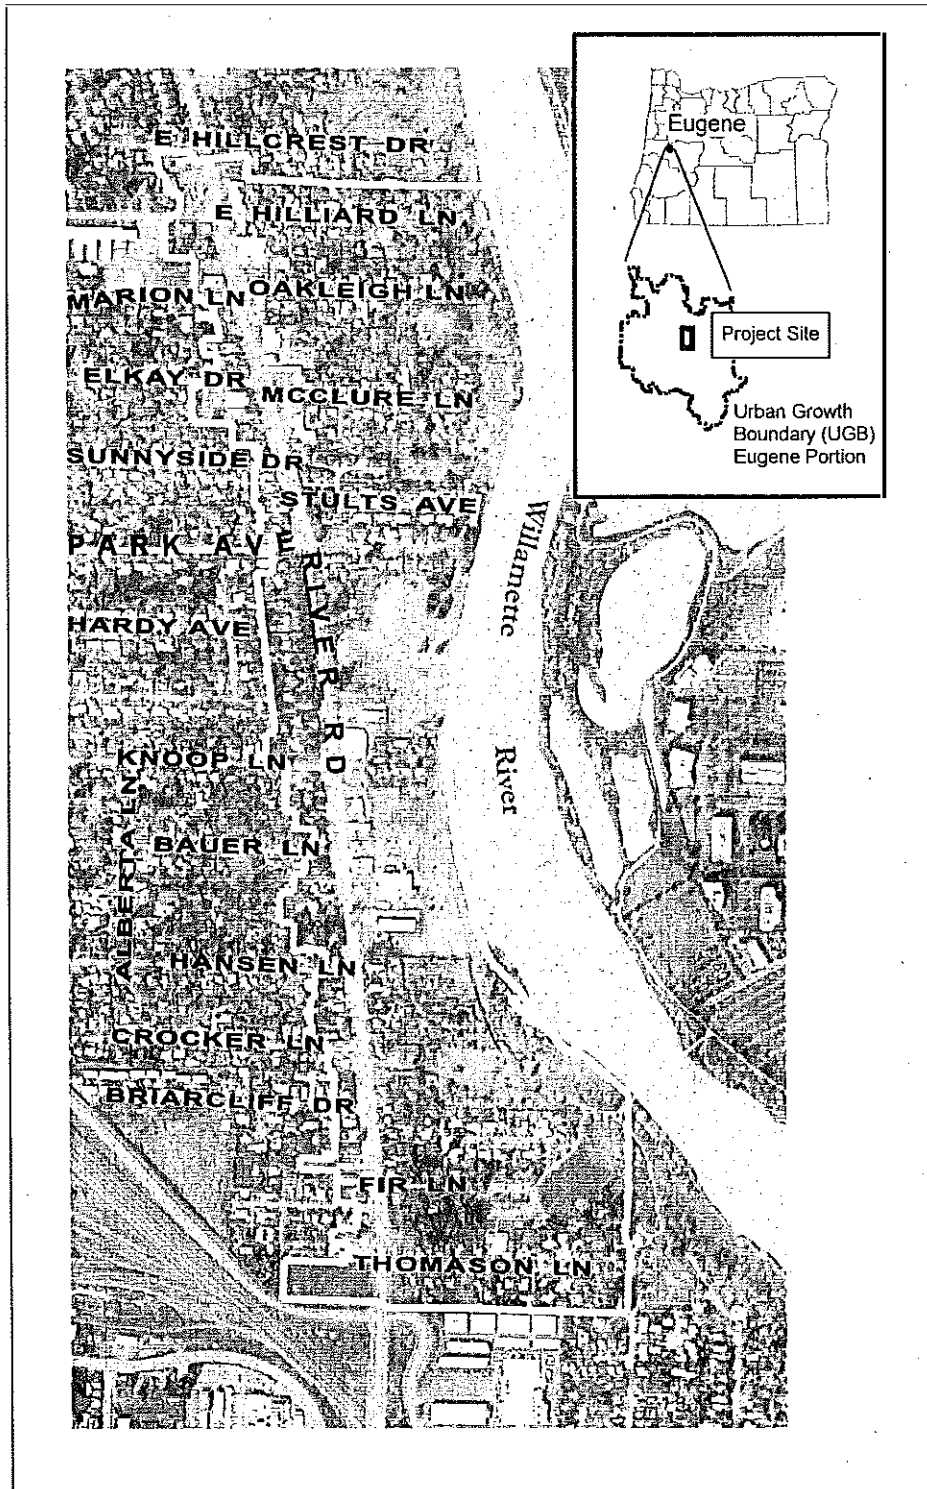 Eugene
Project Site
Urban Growth
Boundary (UGB)
Eugene Portion
E HILLCREST DR
E HILLIARD LN
MARION LN
OAKLEIGH LN
ELKAY DR
MCCLURE LN
SUNNYSIDE DR
STULTS AVE
PARK AVE
RIVER RD
HARDY AVE
Willamette
River
KNOOP LN
ALBERTA LN
BAUER LN
HANSEN LN
CROCKER LN
BRIARCLIFF DR
FIR LN
THOMASON LN